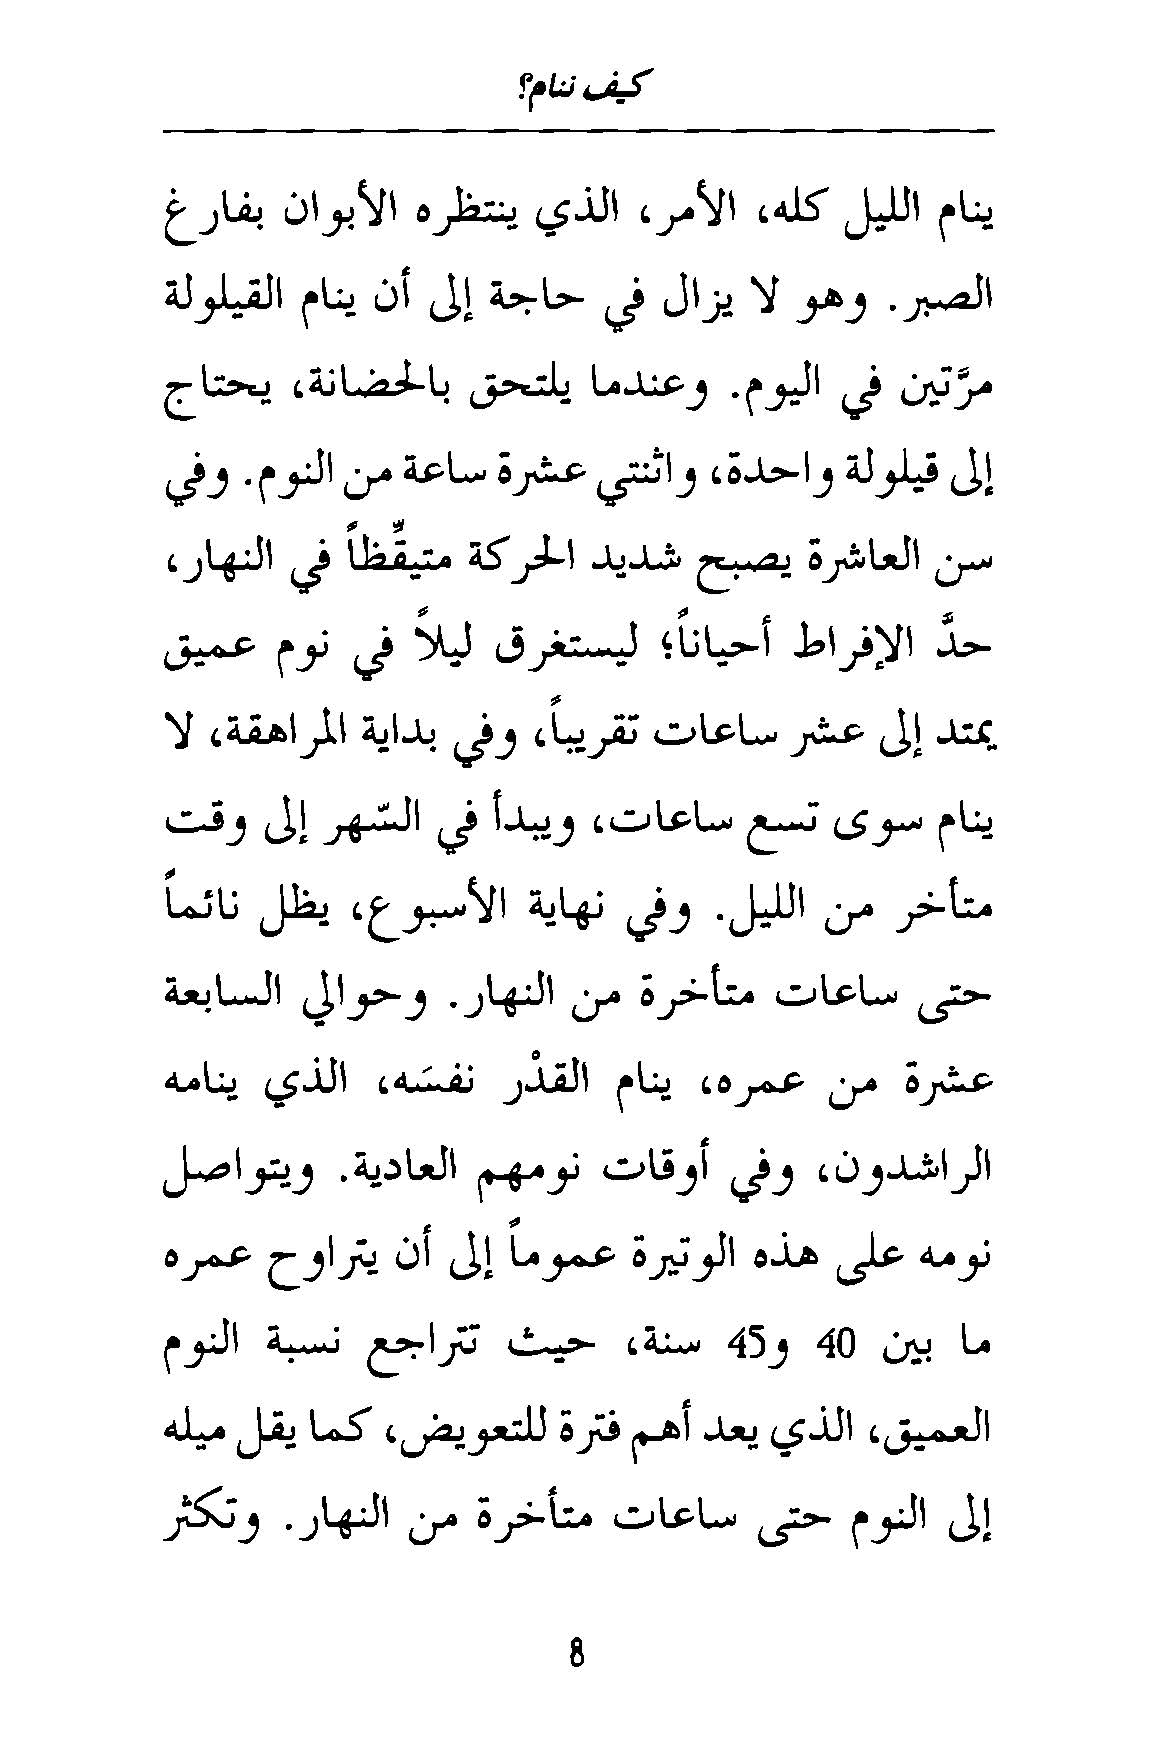 كيف ننام؟
ينام الليل كله، الأمر، الذي ينتظره الأبوان بفارغ
الصبر. وهو لا يزال في حاجة إلى أن ينام القيلولة
مرَّتين في اليوم. وعندما يلتحق بالحضانة، يحتاج
إلى قيلولة واحدة، واثنتي عشرة ساعة من النوم. وفي
سن العاشرة يصبح شديد الحركة متيقِّظاً في النهار،
حدَّ الإفراط أحياناً؛ ليستغرق ليلاً في نوم عميق
يمتد إلى عشر ساعات تقريباً، وفي بداية المراهقة، لا
ينام سوى تسع ساعات، ويبدأ في السّهر إلى وقت
متأخر من الليل. وفي نهاية الأسبوع، يظل نائماً
حتى ساعات متأخرة من النهار. وحوالي السابعة
عشرة من عمره، ينام القدْر نفسَه، الذي ينامه
الراشدون، وفي أوقات نومهم العادية. ويتواصل
نومه على هذه الوتيرة عموماً إلى أن يتراوح عمره
ما بين 40 و45 سنة، حيث تتراجع نسبة النوم
العميق، الذي يعد أهم فترة للتعويض، كما يقل ميله
إلى النوم حتى ساعات متأخرة من النهار. وتكثر
8